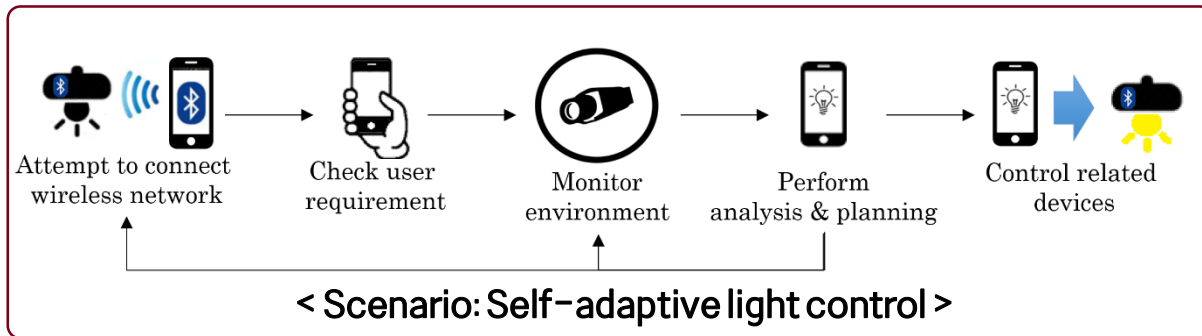 Attempt to connect
wireless network
Check user
requirement
Monitor
environment
Perform
analysis & planning
Control related
devices
< Scenario: Self-adaptive light control >